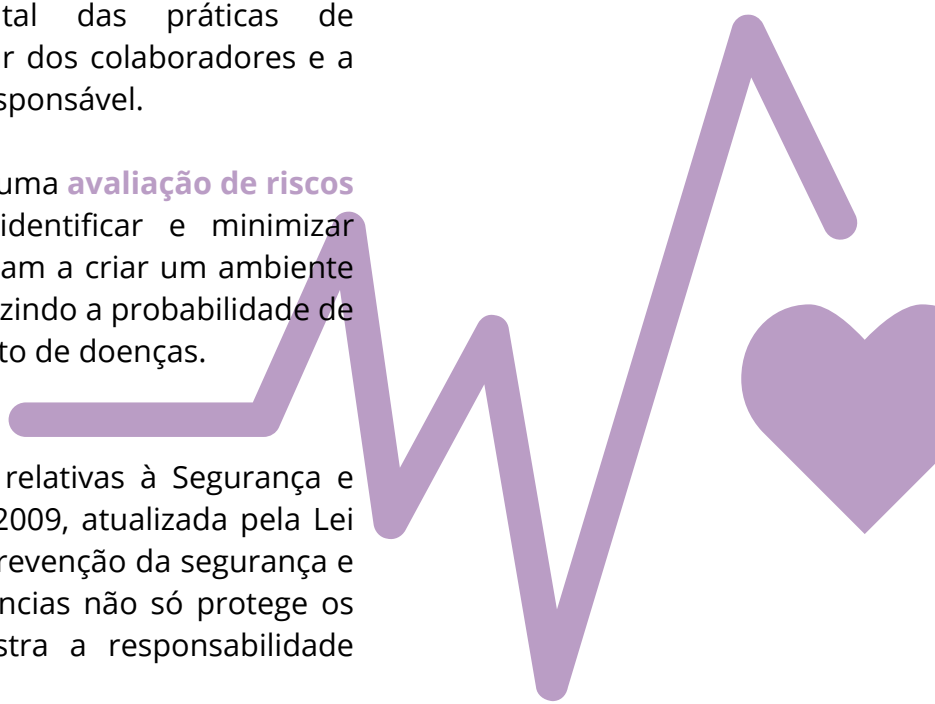 tal das práticas de
r dos colaboradores e a
sponsável.
uma avaliação de riscos
identificar e minimizar
am a criar um ambiente
zindo a probabilidade de
to de doenças.
relativas à Segurança e
2009, atualizada pela Lei
revenção da segurança e
ncias não só protege os
stra a responsabilidade